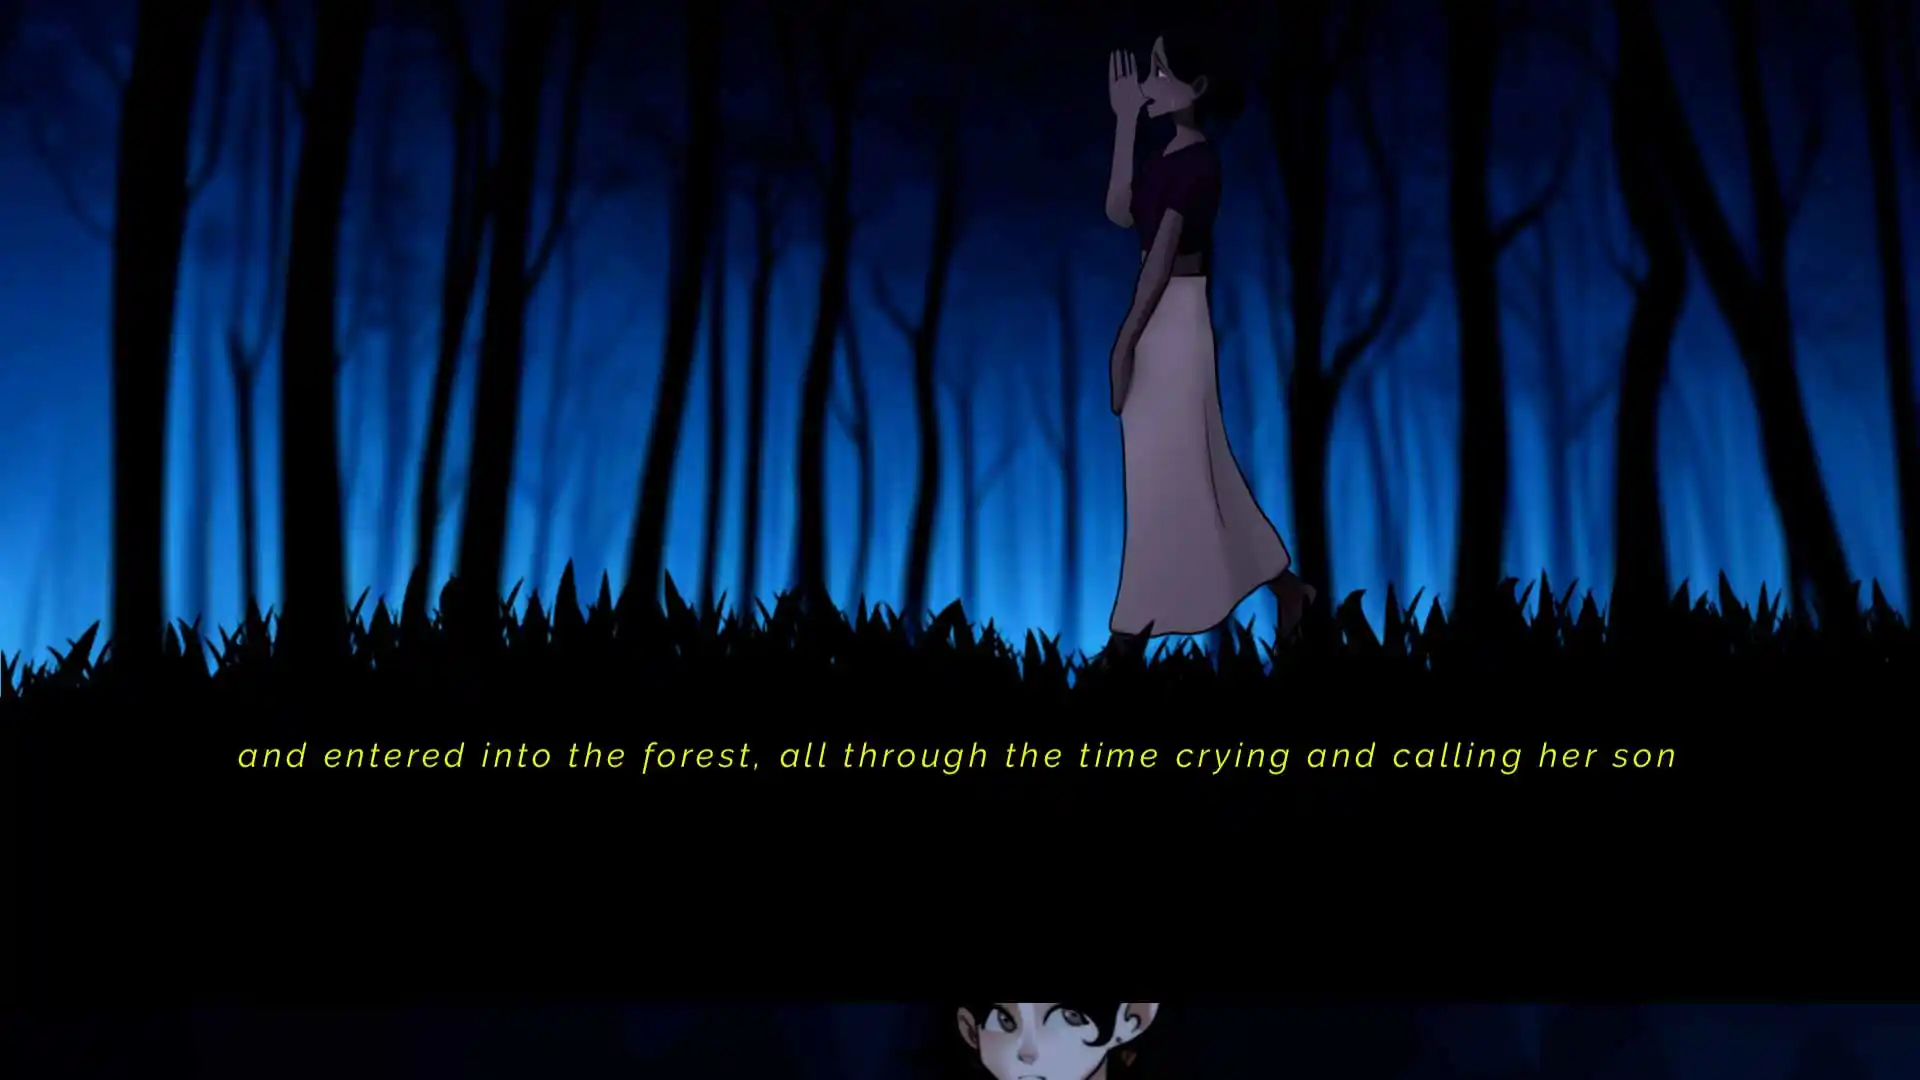 and entered into the forest, all through the time crying and calling her son